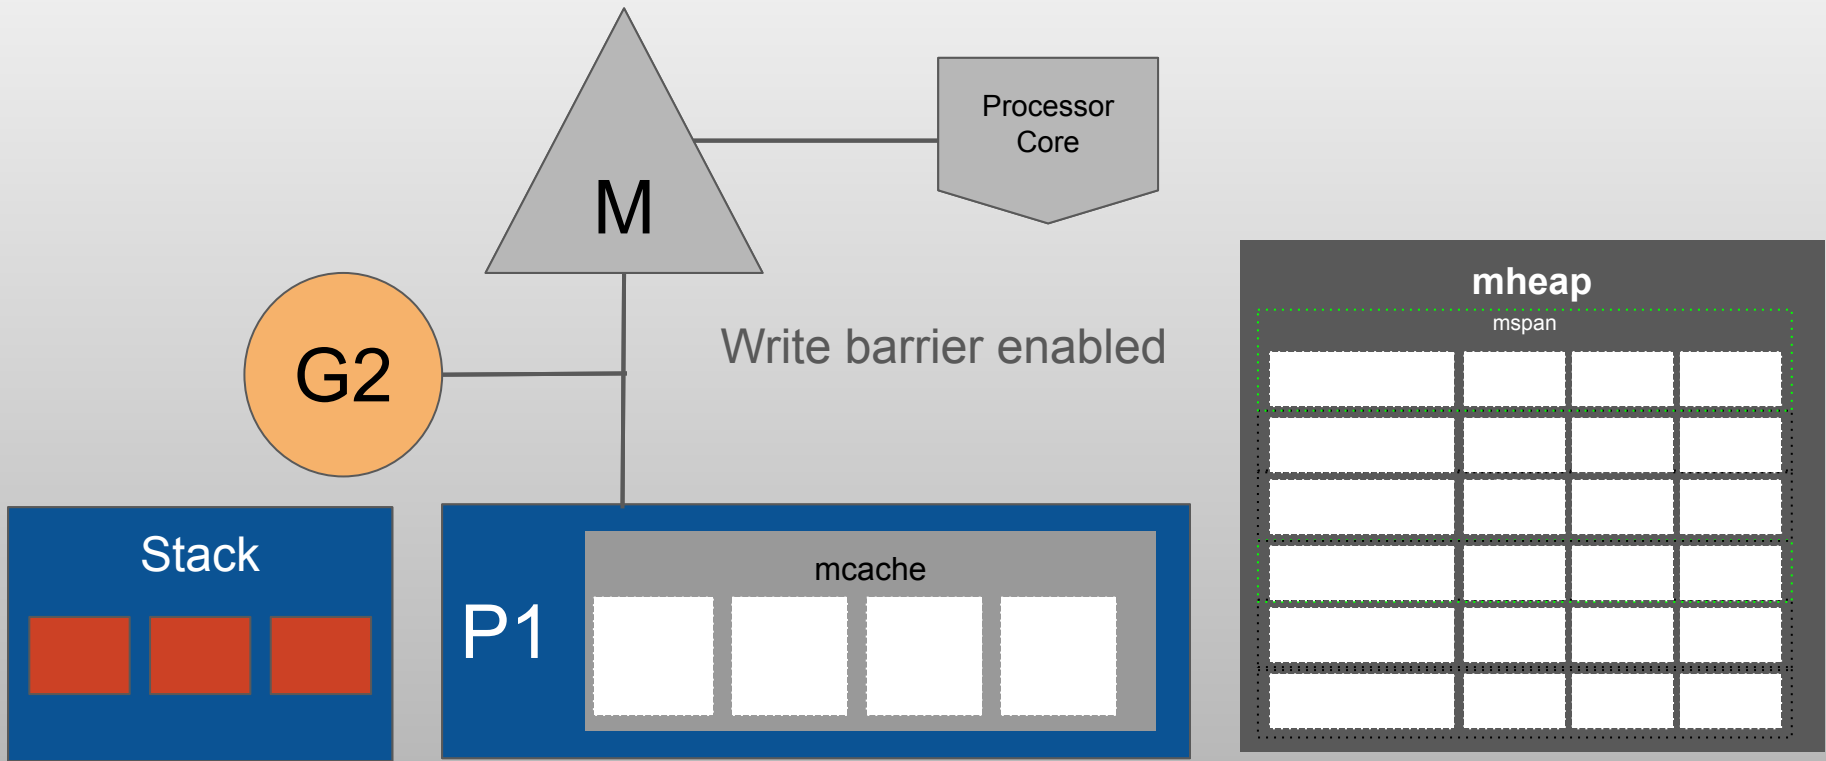 M
Processor
Core
G2
Write barrier enabled
mheap
mspan
Stack
P1
mcache